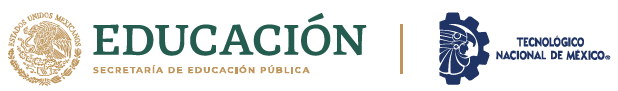 ESTADOS UNIDOS MEXICANOS
EDUCACIÓN
SECRETARÍA DE EDUCACIÓN PÚBLICA
TECNOLÓGICO
NACIONAL DE MÉXICO®